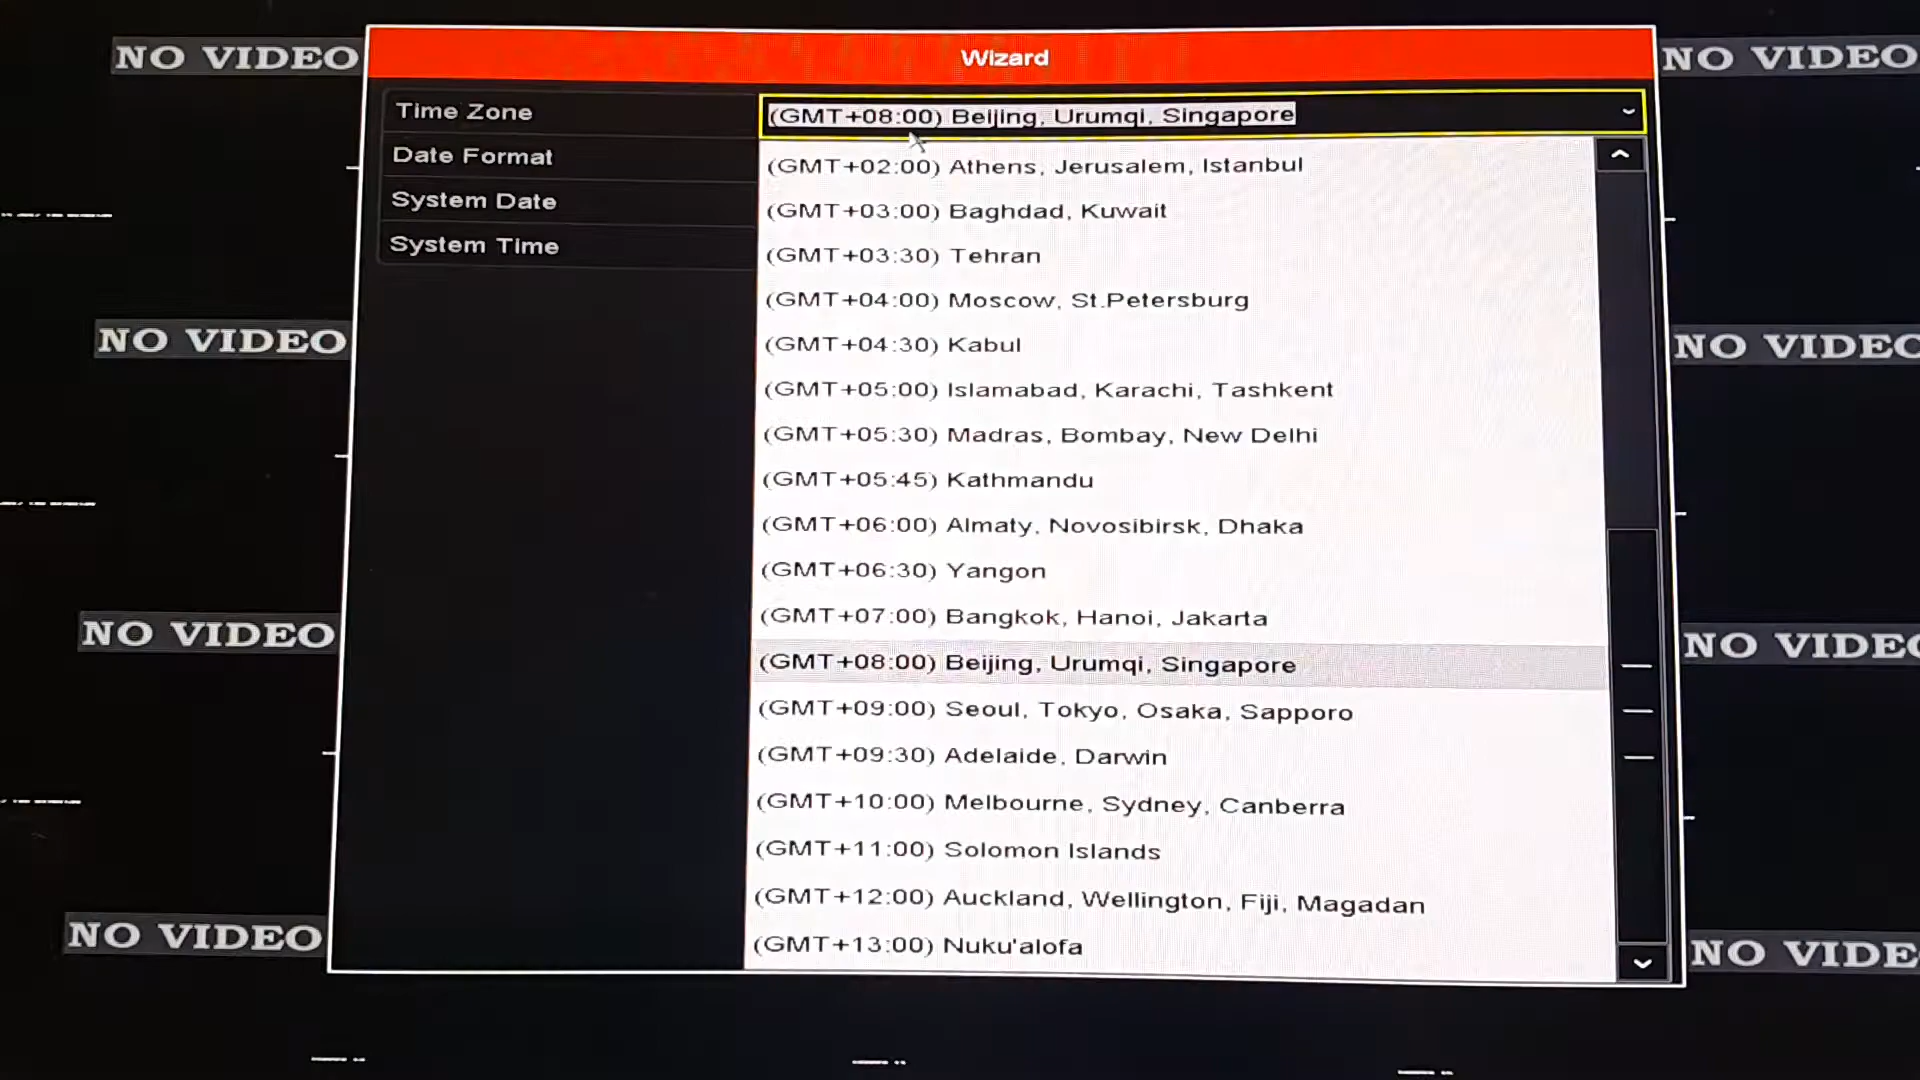 Wizard
NO VIDEO
NO VIDEO
Time Zone
(GMT+08:00) Beijing, Urumqi, Singapore
Date Format
System Date
System Time
(GMT+02:00) Athens, Jerusalem, Istanbul
(GMT+03:00) Baghdad, Kuwait
(GMT+03:30) Tehran
(GMT+04:00) Moscow, St.Petersburg
NO VIDEO
NO VIDEO
(GMT+04:30) Kabul
(GMT+05:00) Islamabad, Karachi, Tashkent
(GMT+05:30) Madras, Bombay, New Delhi
(GMT+05:45) Kathmandu
(GMT+06:00) Almaty, Novosibirsk, Dhaka
(GMT+06:30) Yangon
(GMT+07:00) Bangkok, Hanoi, Jakarta
NO VIDEO
NO VIDEO
(GMT+08:00) Beijing, Urumqi, Singapore
(GMT+09:00) Seoul, Tokyo, Osaka, Sapporo
(GMT+09:30) Adelaide, Darwin
(GMT+10:00) Melbourne, Sydney, Canberra
(GMT+11:00) Solomon Islands
(GMT+12:00) Auckland, Wellington, Fiji, Magadan
NO VIDEO
NO VIDE
(GMT+13:00) Nuku'alofa